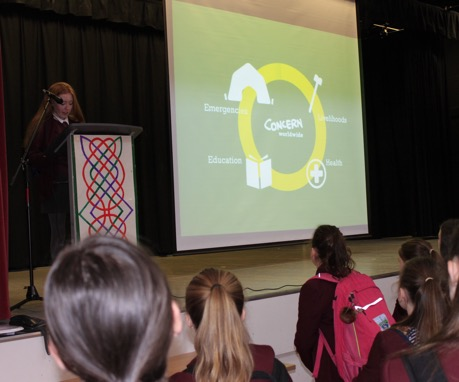 Emergencies
Livelihoods
CONCERN
worldwide
Education
Health